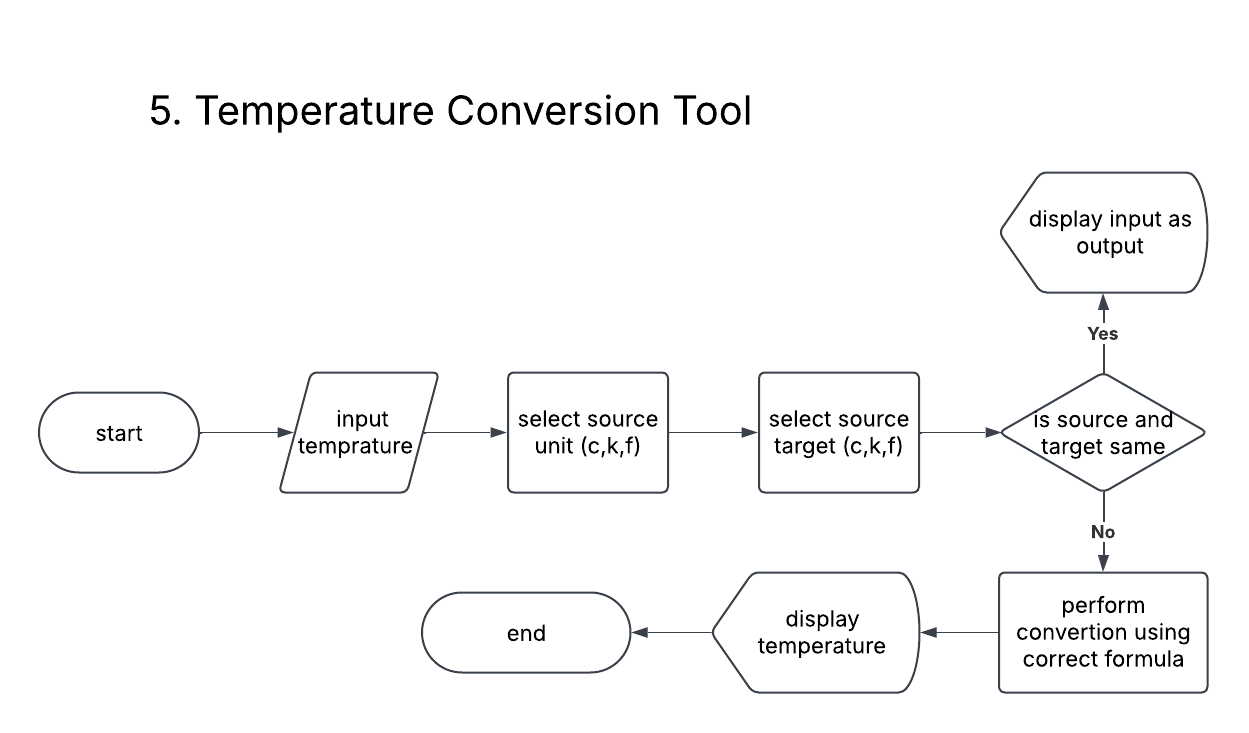 5. Temperature Conversion Tool
display input as
output
Yes
start
input
temprature
select source
unit (c,k,f)
select source
target (c,k,f)
is source and
target same
No
perform
convertion using
correct formula
display
temperature
end